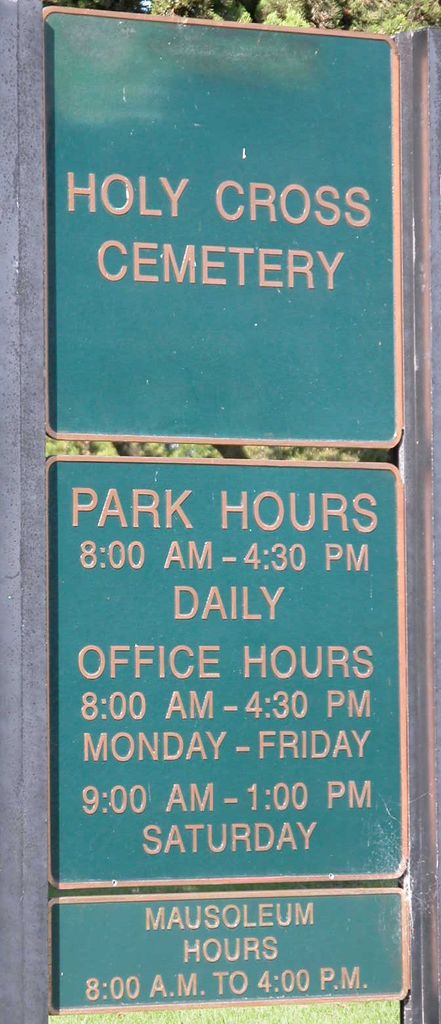 HOLY CROSS
CEMETERY
PARK HOURS
8:00 AM – 4:30 PM
DAILY
OFFICE HOURS
8:00 AM – 4:30 PM
MONDAY – FRIDAY
9:00 AM – 1:00 PM
SATURDAY
MAUSOLEUM
HOURS
8:00 A.M. TO 4:00 P.M.